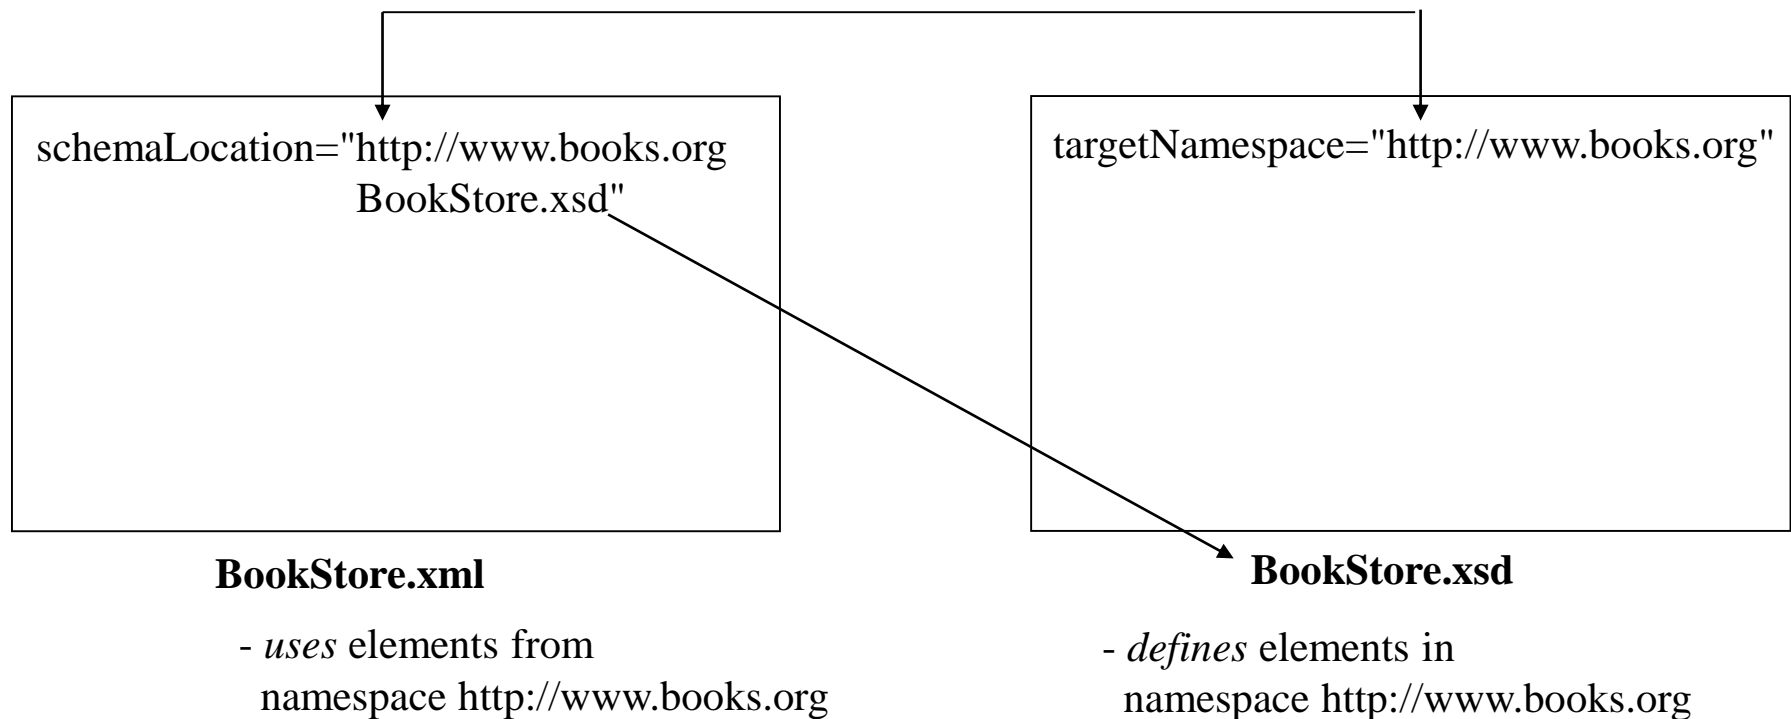 schemaLocation="http://www.books.org
BookStore.xsd"
targetNamespace="http://www.books.org"
BookStore.xml
- uses elements from
namespace http://www.books.org
BookStore.xsd
- defines elements in
namespace http://www.books.org